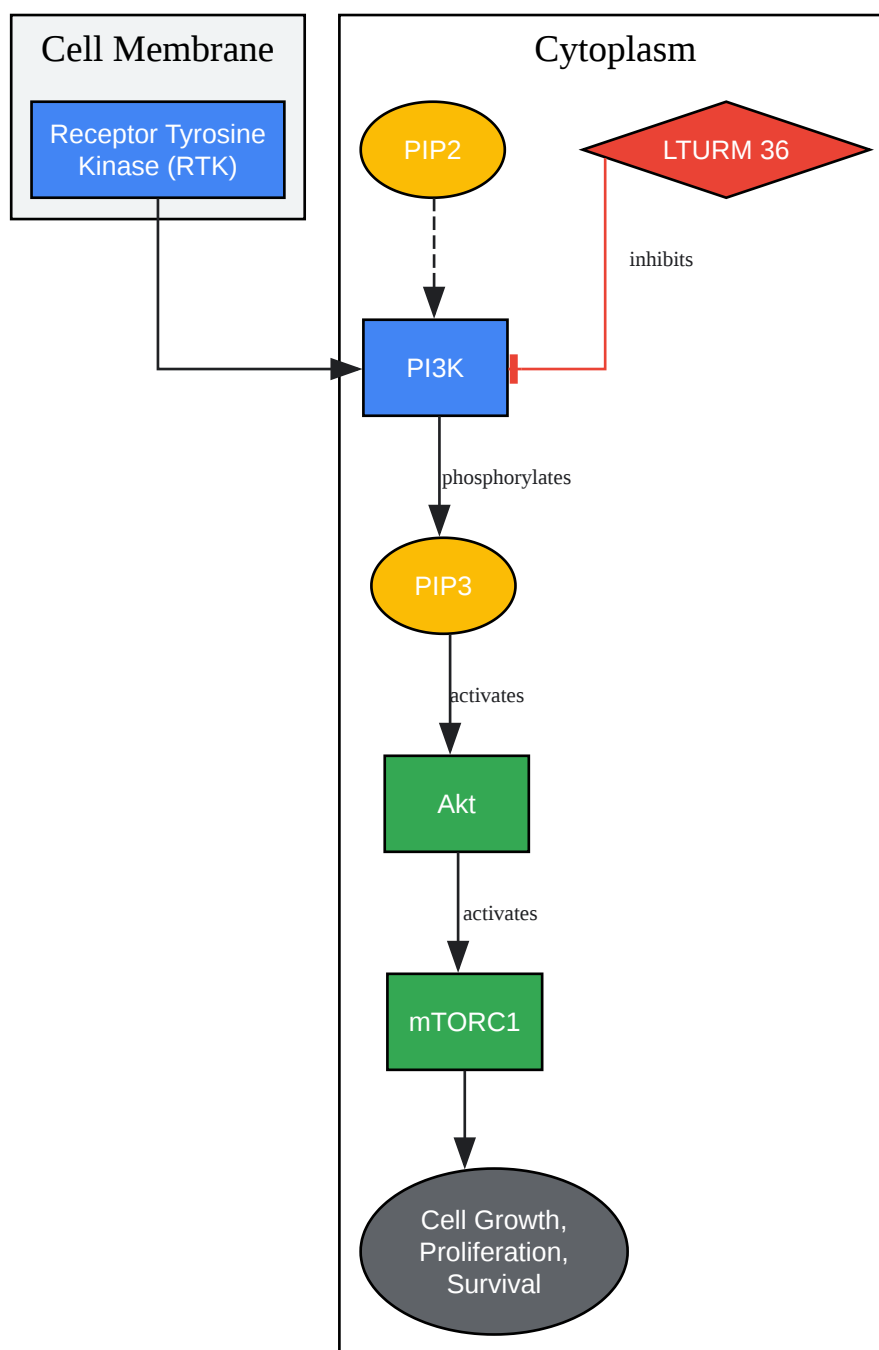 Cell Membrane
Cytoplasm
Receptor Tyrosine
Kinase (RTK)
PIP2
LTURM 36
inhibits
PI3K
phosphorylates
PIP3
activates
Akt
activates
mTORC1
Cell Growth,
Proliferation,
Survival